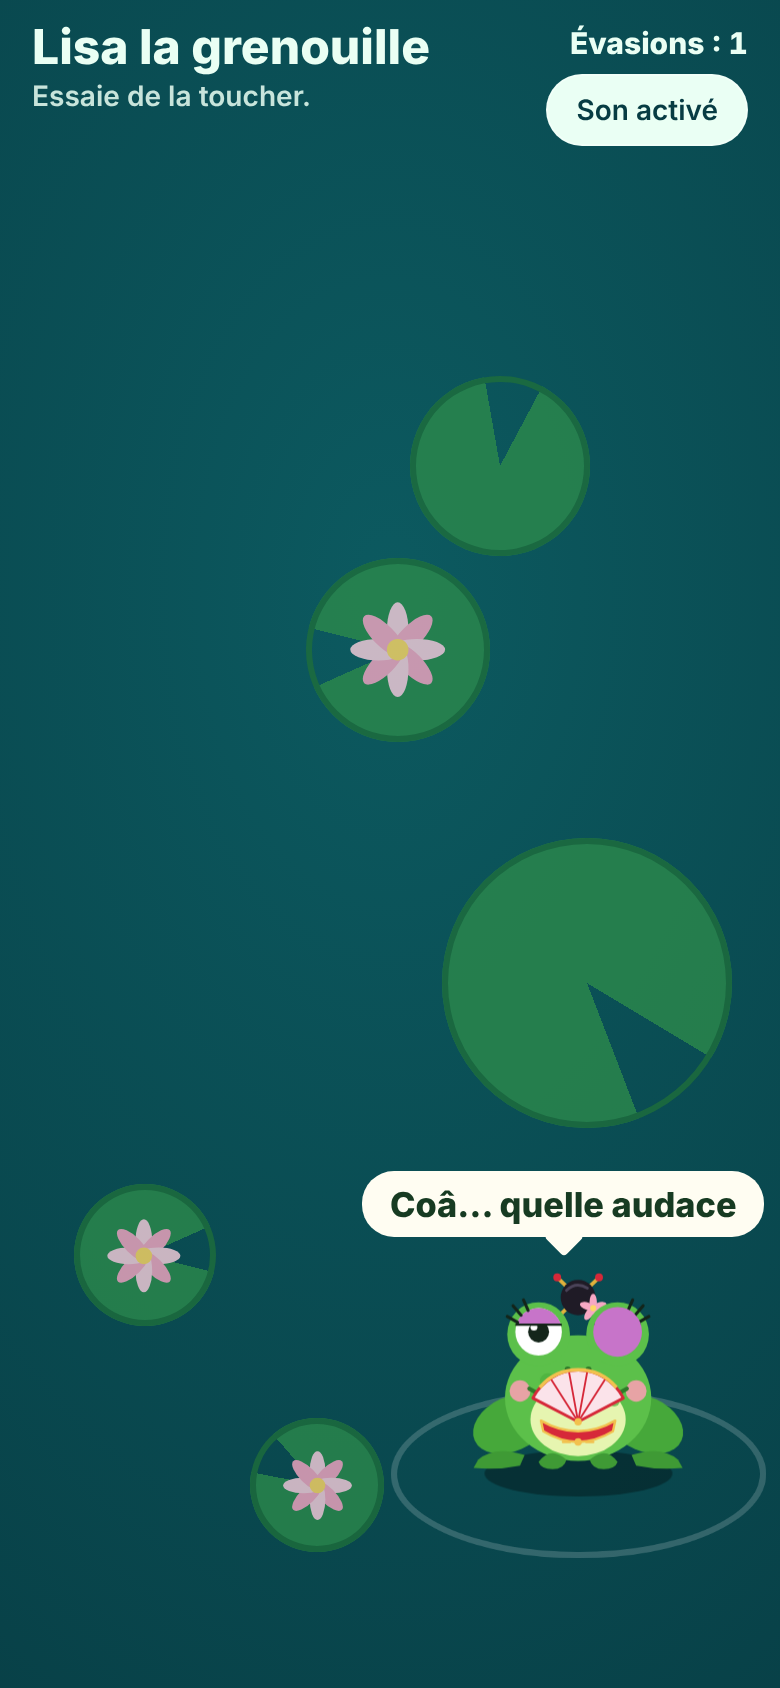 Lisa la grenouille
Essaie de la toucher.
Évasions : 1
Son activé
Coâ... quelle audace